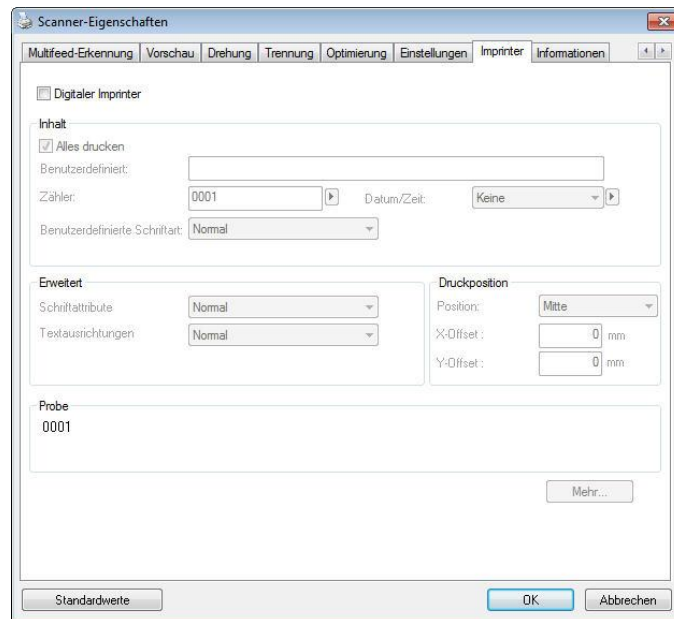 Scanner-Eigenschaften
Multifeed-Erkennung Vorschau Drehung Trennung Optimierung Einstellungen Imprinter Informationen
Digitaler Imprinter
Inhalt
Alles drucken
Benutzerdefiniert:
Zähler: 0001 Datum/Zeit: Keine
Benutzerdefinierte Schriftart: Normal
Erweitert Druckposition
Schriftattribute Normal Position: Mitte
Textausrichtungen Normal X-Offset : 0 mm
Y-Offset : 0 mm
Probe
0001
Mehr...
Standardwerte OK Abbrechen